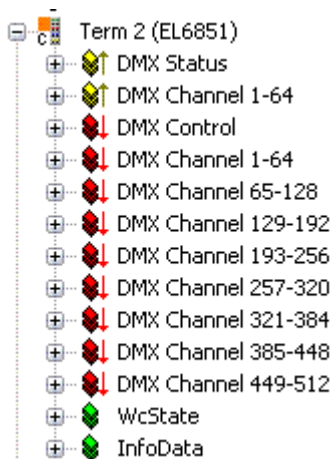 Term 2 (EL6851)
DMX Status
DMX Channel 1-64
DMX Control
DMX Channel 1-64
DMX Channel 65-128
DMX Channel 129-192
DMX Channel 193-256
DMX Channel 257-320
DMX Channel 321-384
DMX Channel 385-448
DMX Channel 449-512
WcState
InfoData